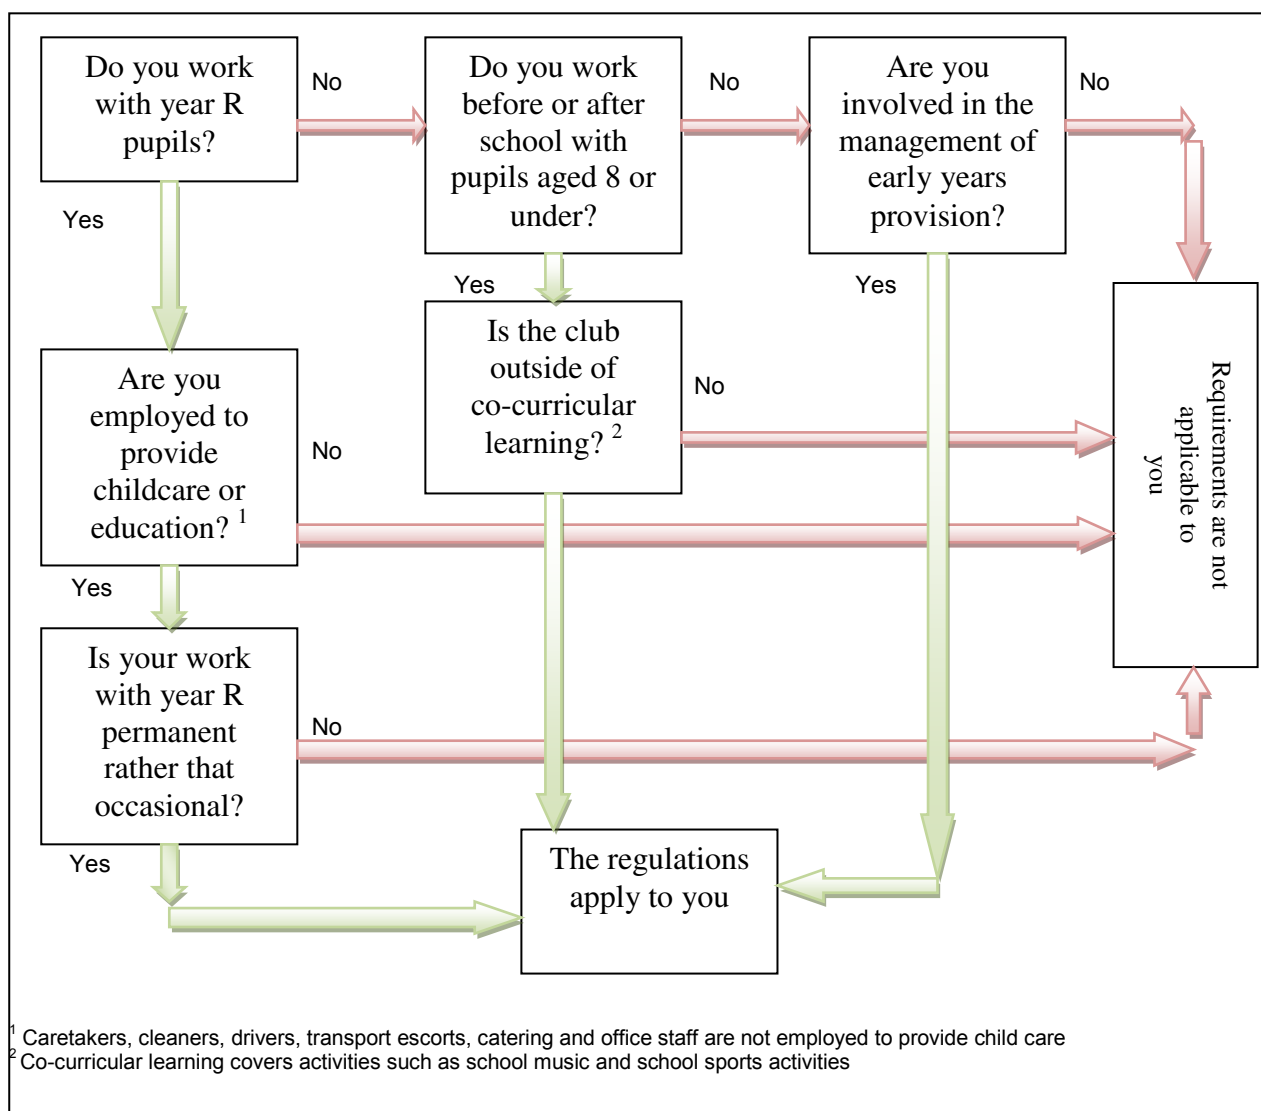 Do you work
with year R
pupils?
No
Do you work
before or after
school with
pupils aged 8 or
under?
No
Are you
involved in the
management of
early years
provision?
No
Yes
Yes
Yes
Is the club
outside of
co-curricular
learning? 2
No
Requirements are not
applicable to
you
Are you
employed to
provide
childcare or
education? 1
No
Yes
Is your work
with year R
permanent
rather that
occasional?
No
Yes
The regulations
apply to you
1 Caretakers, cleaners, drivers, transport escorts, catering and office staff are not employed to provide child care
2 Co-curricular learning covers activities such as school music and school sports activities